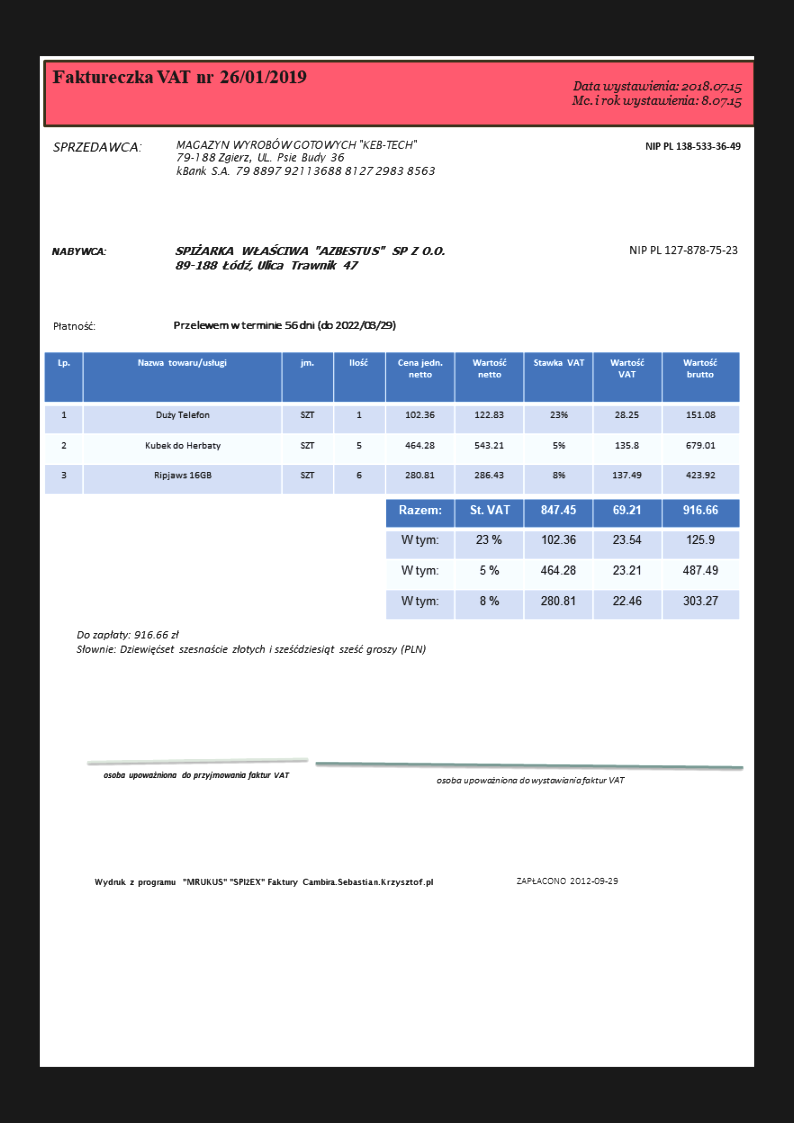 Faktureczka VAT nr 26/01/2019
Data wystawienia: 2018.07.15
Mc. i rok wystawienia: 8.07.15
SPRZEDAWCA: MAGAZYN WYROBÓW GOTOWYCH "KEB-TECH" NIP PL 138-533-36-49
79-188 Zgierz, UL. Psie Budy 36
kBank S.A. 79 8897 92113688 8127 2983 8563
NABYWCA: SPIŻARKA WŁAŚCIWA "AZBESTUS" SP Z O.O. NIP PL 127-878-75-23
89-188 Łódź, Ulica Trawnik 47
Płatność: Przelewem w terminie 56 dni (do 2022/03/29)
Lp. Nazwa towaru/usługi jm. Ilość Cena jedn. netto Wartość netto Stawka VAT Wartość VAT Wartość brutto
1 Duży Telefon SZT 1 102.36 122.83 23% 28.25 151.08
2 Kubek do Herbaty SZT 5 464.28 543.21 5% 135.8 679.01
3 Ripjaws 16GB SZT 6 280.81 286.43 8% 137.49 423.92
Razem: St. VAT 847.45 69.21 916.66
W tym: 23 % 102.36 23.54 125.9
W tym: 5 % 464.28 23.21 487.49
W tym: 8 % 280.81 22.46 303.27
Do zapłaty: 916.66 zł
Słownie: Dziewięćset szesnaście złotych i sześćdziesiąt sześć groszy (PLN)
osoba upoważniona do przyjmowania faktur VAT
osoba upoważniona do wystawiania faktur VAT
Wydruk z programu "MRUKUS" "SPIżEX" Faktury Cambira.Sebastian.Krzysztof.pl ZAPŁACONO 2012-09-29